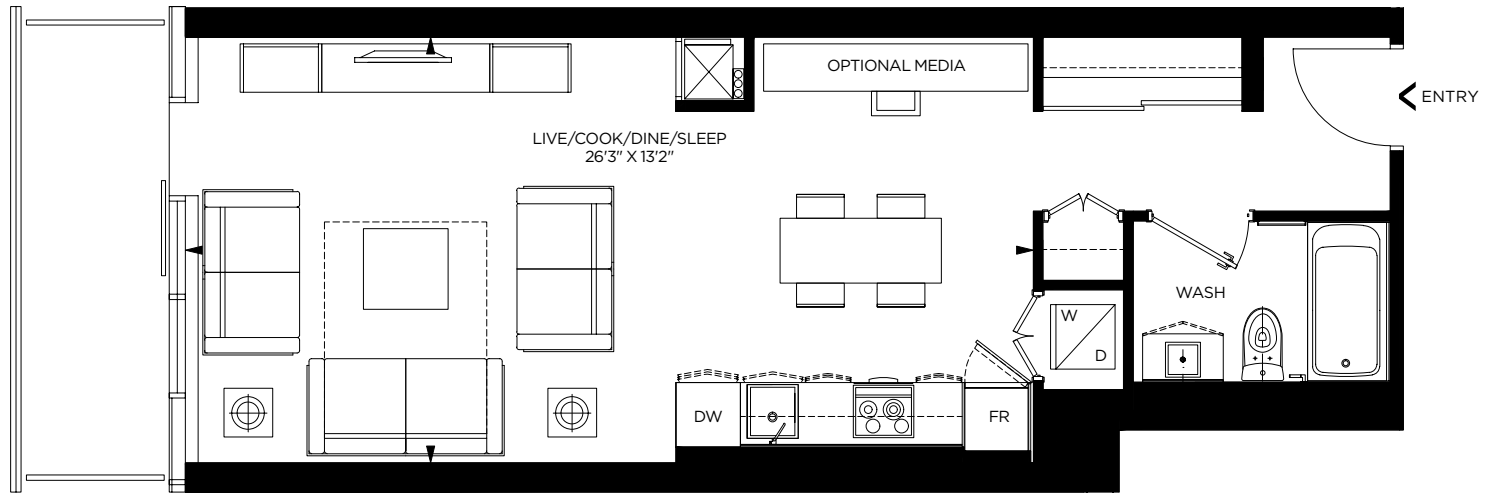 OPTIONAL MEDIA
ENTRY
LIVE/COOK/DINE/SLEEP
26'3" X 13'2"
WASH
W
D
DW
FR